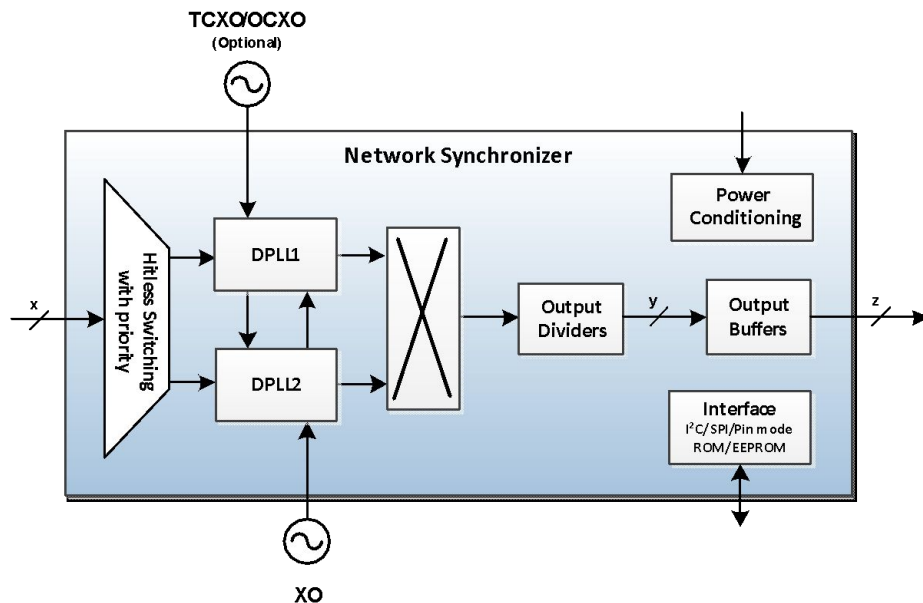 TCXO/OCXO
(Optional)
Network Synchronizer
Power
Conditioning
Hitless Switching
with priority
DPLL1
DPLL2
x
Output
Dividers
y
Output
Buffers
z
Interface
I²C/SPI/Pin mode
ROM/EEPROM
XO